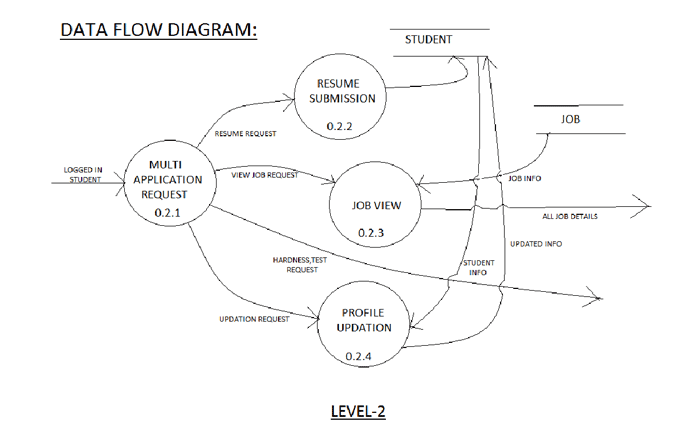 DATA FLOW DIAGRAM:
STUDENT
RESUME
SUBMISSION
0.2.2
JOB
RESUME REQUEST
LOGGED IN
STUDENT
MULTI
APPLICATION
REQUEST
0.2.1
VIEW JOB REQUEST
JOB INFO
JOB VIEW
0.2.3
ALL JOB DETAILS
UPDATED INFO
HARDNESS,TEST
REQUEST
STUDENT
INFO
UPDATION REQUEST
PROFILE
UPDATION
0.2.4
LEVEL-2